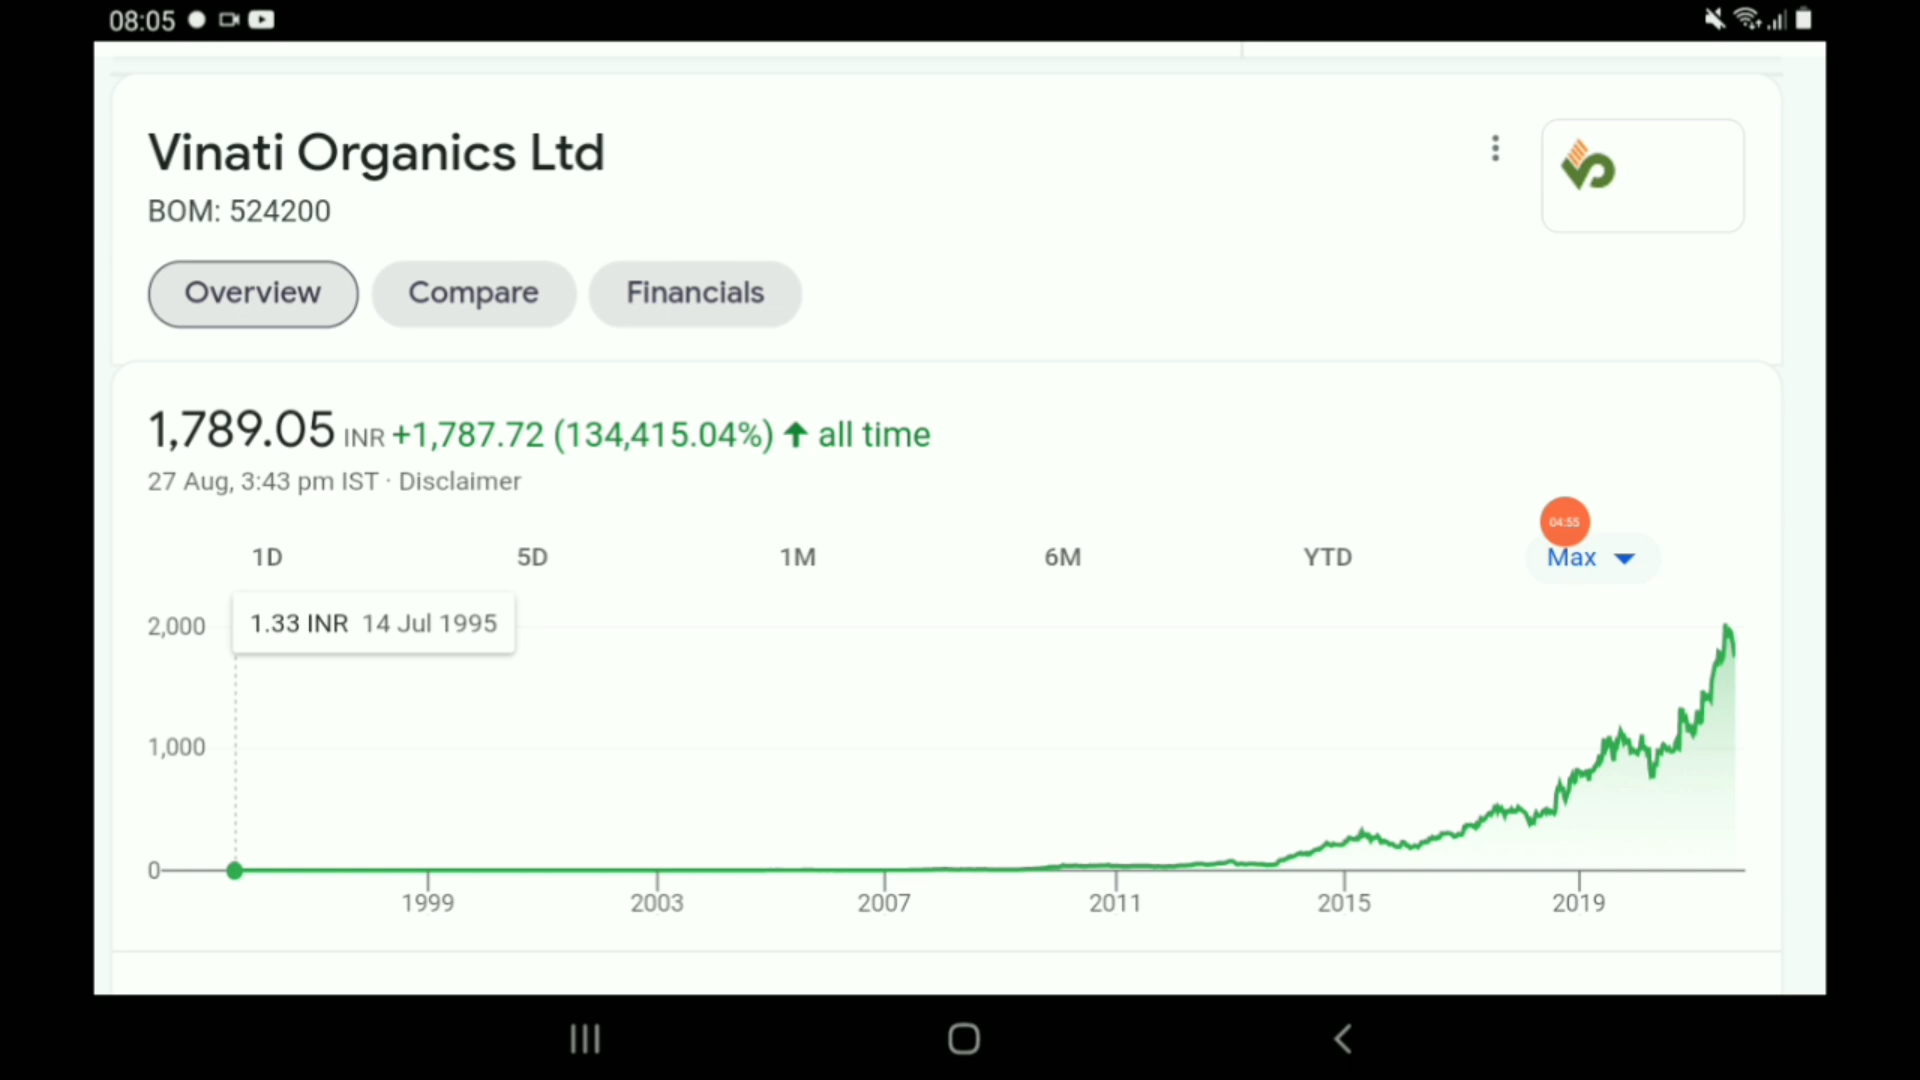 08:05
Vinati Organics Ltd
BOM: 524200
Overview Compare Financials
1,789.05 INR +1,787.72 (134,415.04%) ↑ all time
27 Aug, 3:43 pm IST · Disclaimer
04:55
1D 5D 1M 6M YTD Max
2,000
1.33 INR 14 Jul 1995
1,000
0
1999 2003 2007 2011 2015 2019